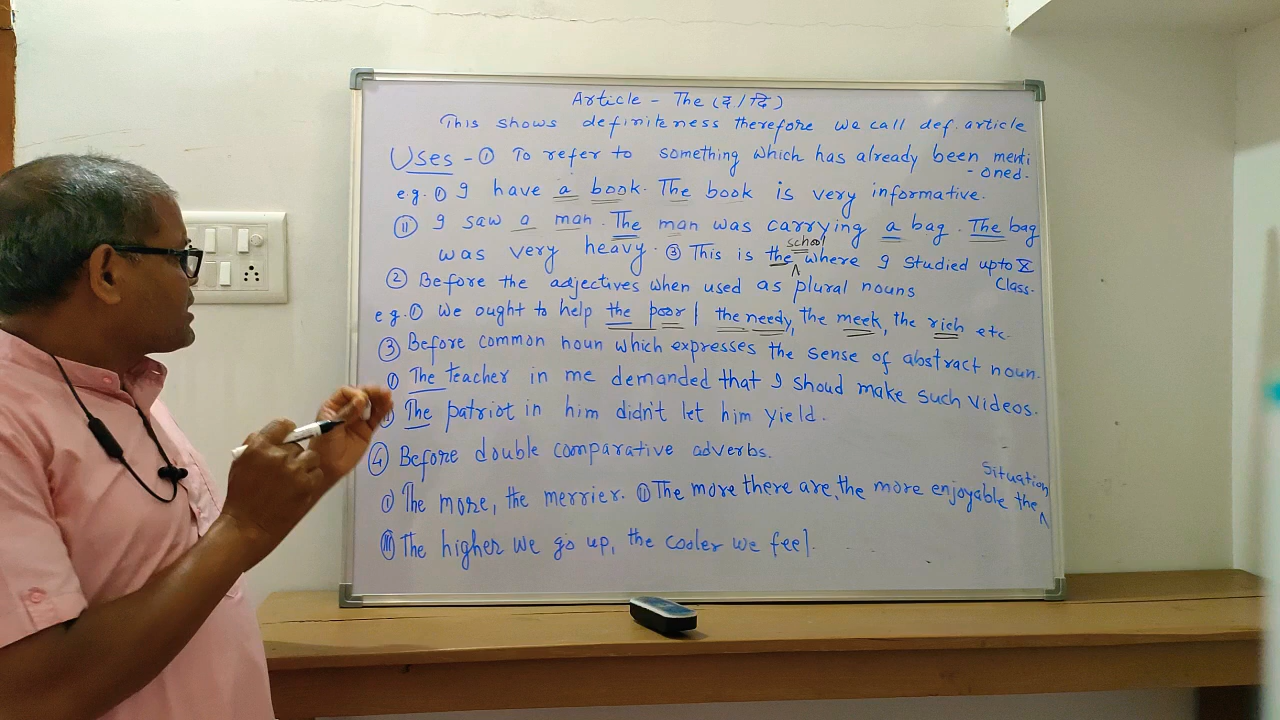 Article - The (द / दि)
This shows definiteness therefore we call def. article
Uses - ① To refer to something which has already been menti
- oned.
e.g. ① I have a book. The book is very informative.
② I saw a man. The man was carrying a bag. The bag
was very heavy. ③ This is the school where I studied upto X
Class.
② Before the adjectives when used as plural nouns
e.g. ① We ought to help the poor / the needy, the meek, the rich etc.
③ Before common noun which expresses the sense of abstract noun.
① The teacher in me demanded that I shoud make such videos.
② The patriot in him didn't let him yield.
④ Before double comparative adverbs.
① The more, the merrier. ② The more there are, the more enjoyable the situation
③ The higher we go up, the cooler we feel.